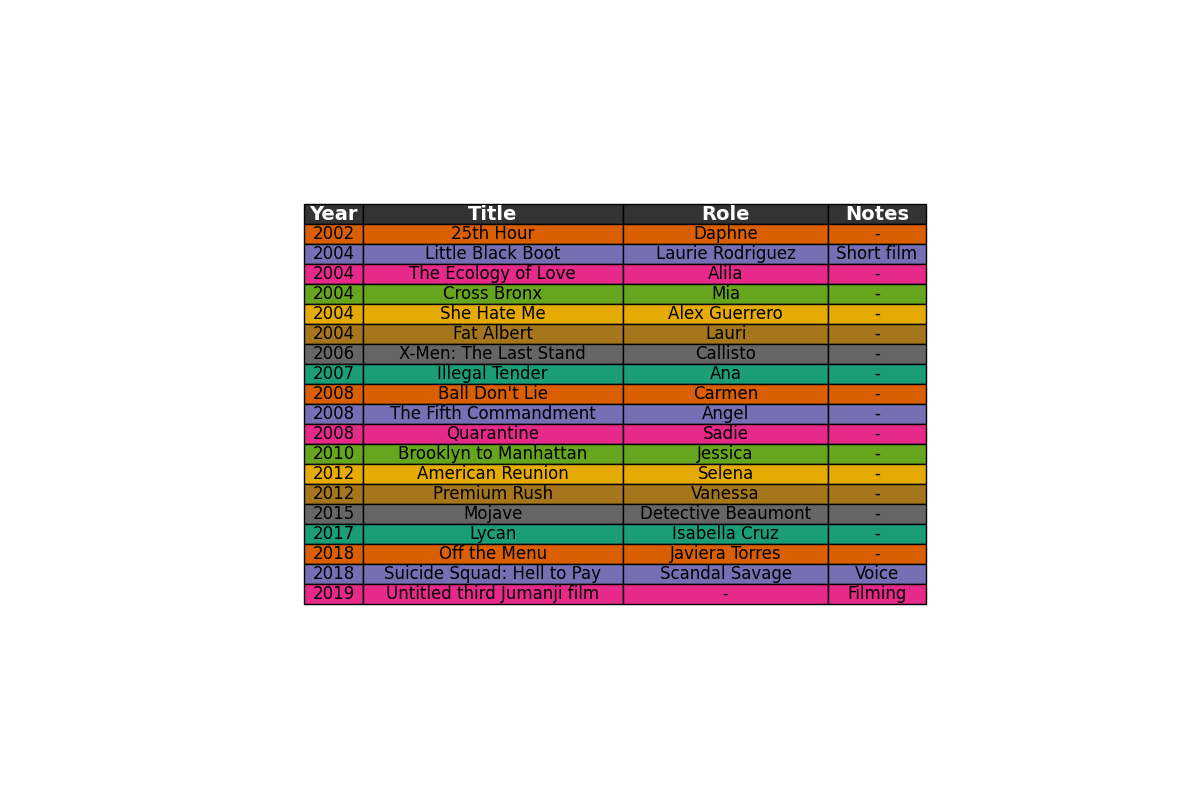 Year Title Role Notes
2002 25th Hour Daphne -
2004 Little Black Boot Laurie Rodriguez Short film
2004 The Ecology of Love Alila -
2004 Cross Bronx Mia -
2004 She Hate Me Alex Guerrero -
2004 Fat Albert Lauri -
2006 X-Men: The Last Stand Callisto -
2007 Illegal Tender Ana -
2008 Ball Don't Lie Carmen -
2008 The Fifth Commandment Angel -
2008 Quarantine Sadie -
2010 Brooklyn to Manhattan Jessica -
2012 American Reunion Selena -
2012 Premium Rush Vanessa -
2015 Mojave Detective Beaumont -
2017 Lycan Isabella Cruz -
2018 Off the Menu Javiera Torres -
2018 Suicide Squad: Hell to Pay Scandal Savage Voice
2019 Untitled third Jumanji film - Filming